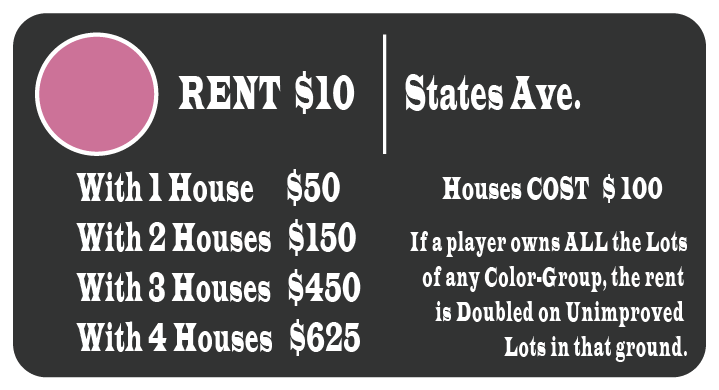 RENT $10
States Ave.
With 1 House $50
With 2 Houses $150
With 3 Houses $450
With 4 Houses $625
Houses COST $100
If a player owns ALL the Lots
of any Color-Group, the rent
is Doubled on Unimproved
Lots in that ground.